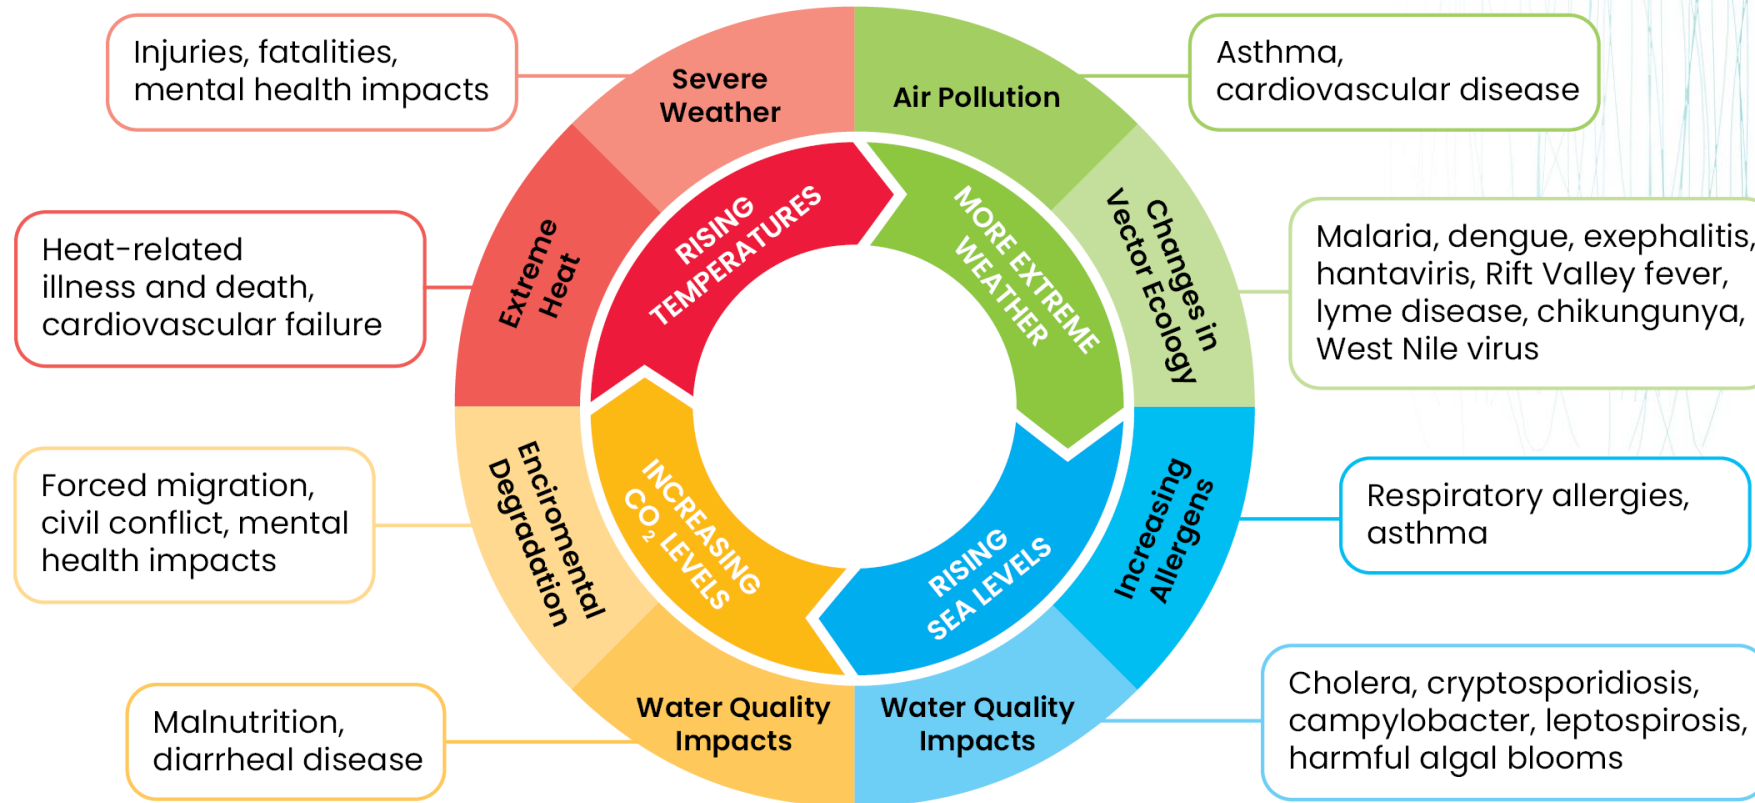 Injuries, fatalities,
mental health impacts
Severe
Weather
Air Pollution
Asthma,
cardiovascular disease
Heat-related
illness and death,
cardiovascular failure
Extreme
Heat
RISING
TEMPERATURES
MORE EXTREME
WEATHER
Changes in
Vector Ecology
Malaria, dengue, exephalitis,
hantaviris, Rift Valley fever,
lyme disease, chikungunya,
West Nile virus
Forced migration,
civil conflict, mental
health impacts
Enciromental
Degradation
INCREASING
CO₂ LEVELS
RISING
SEA LEVELS
Increasing
Allergens
Respiratory allergies,
asthma
Malnutrition,
diarrheal disease
Water Quality
Impacts
Water Quality
Impacts
Cholera, cryptosporidiosis,
campylobacter, leptospirosis,
harmful algal blooms